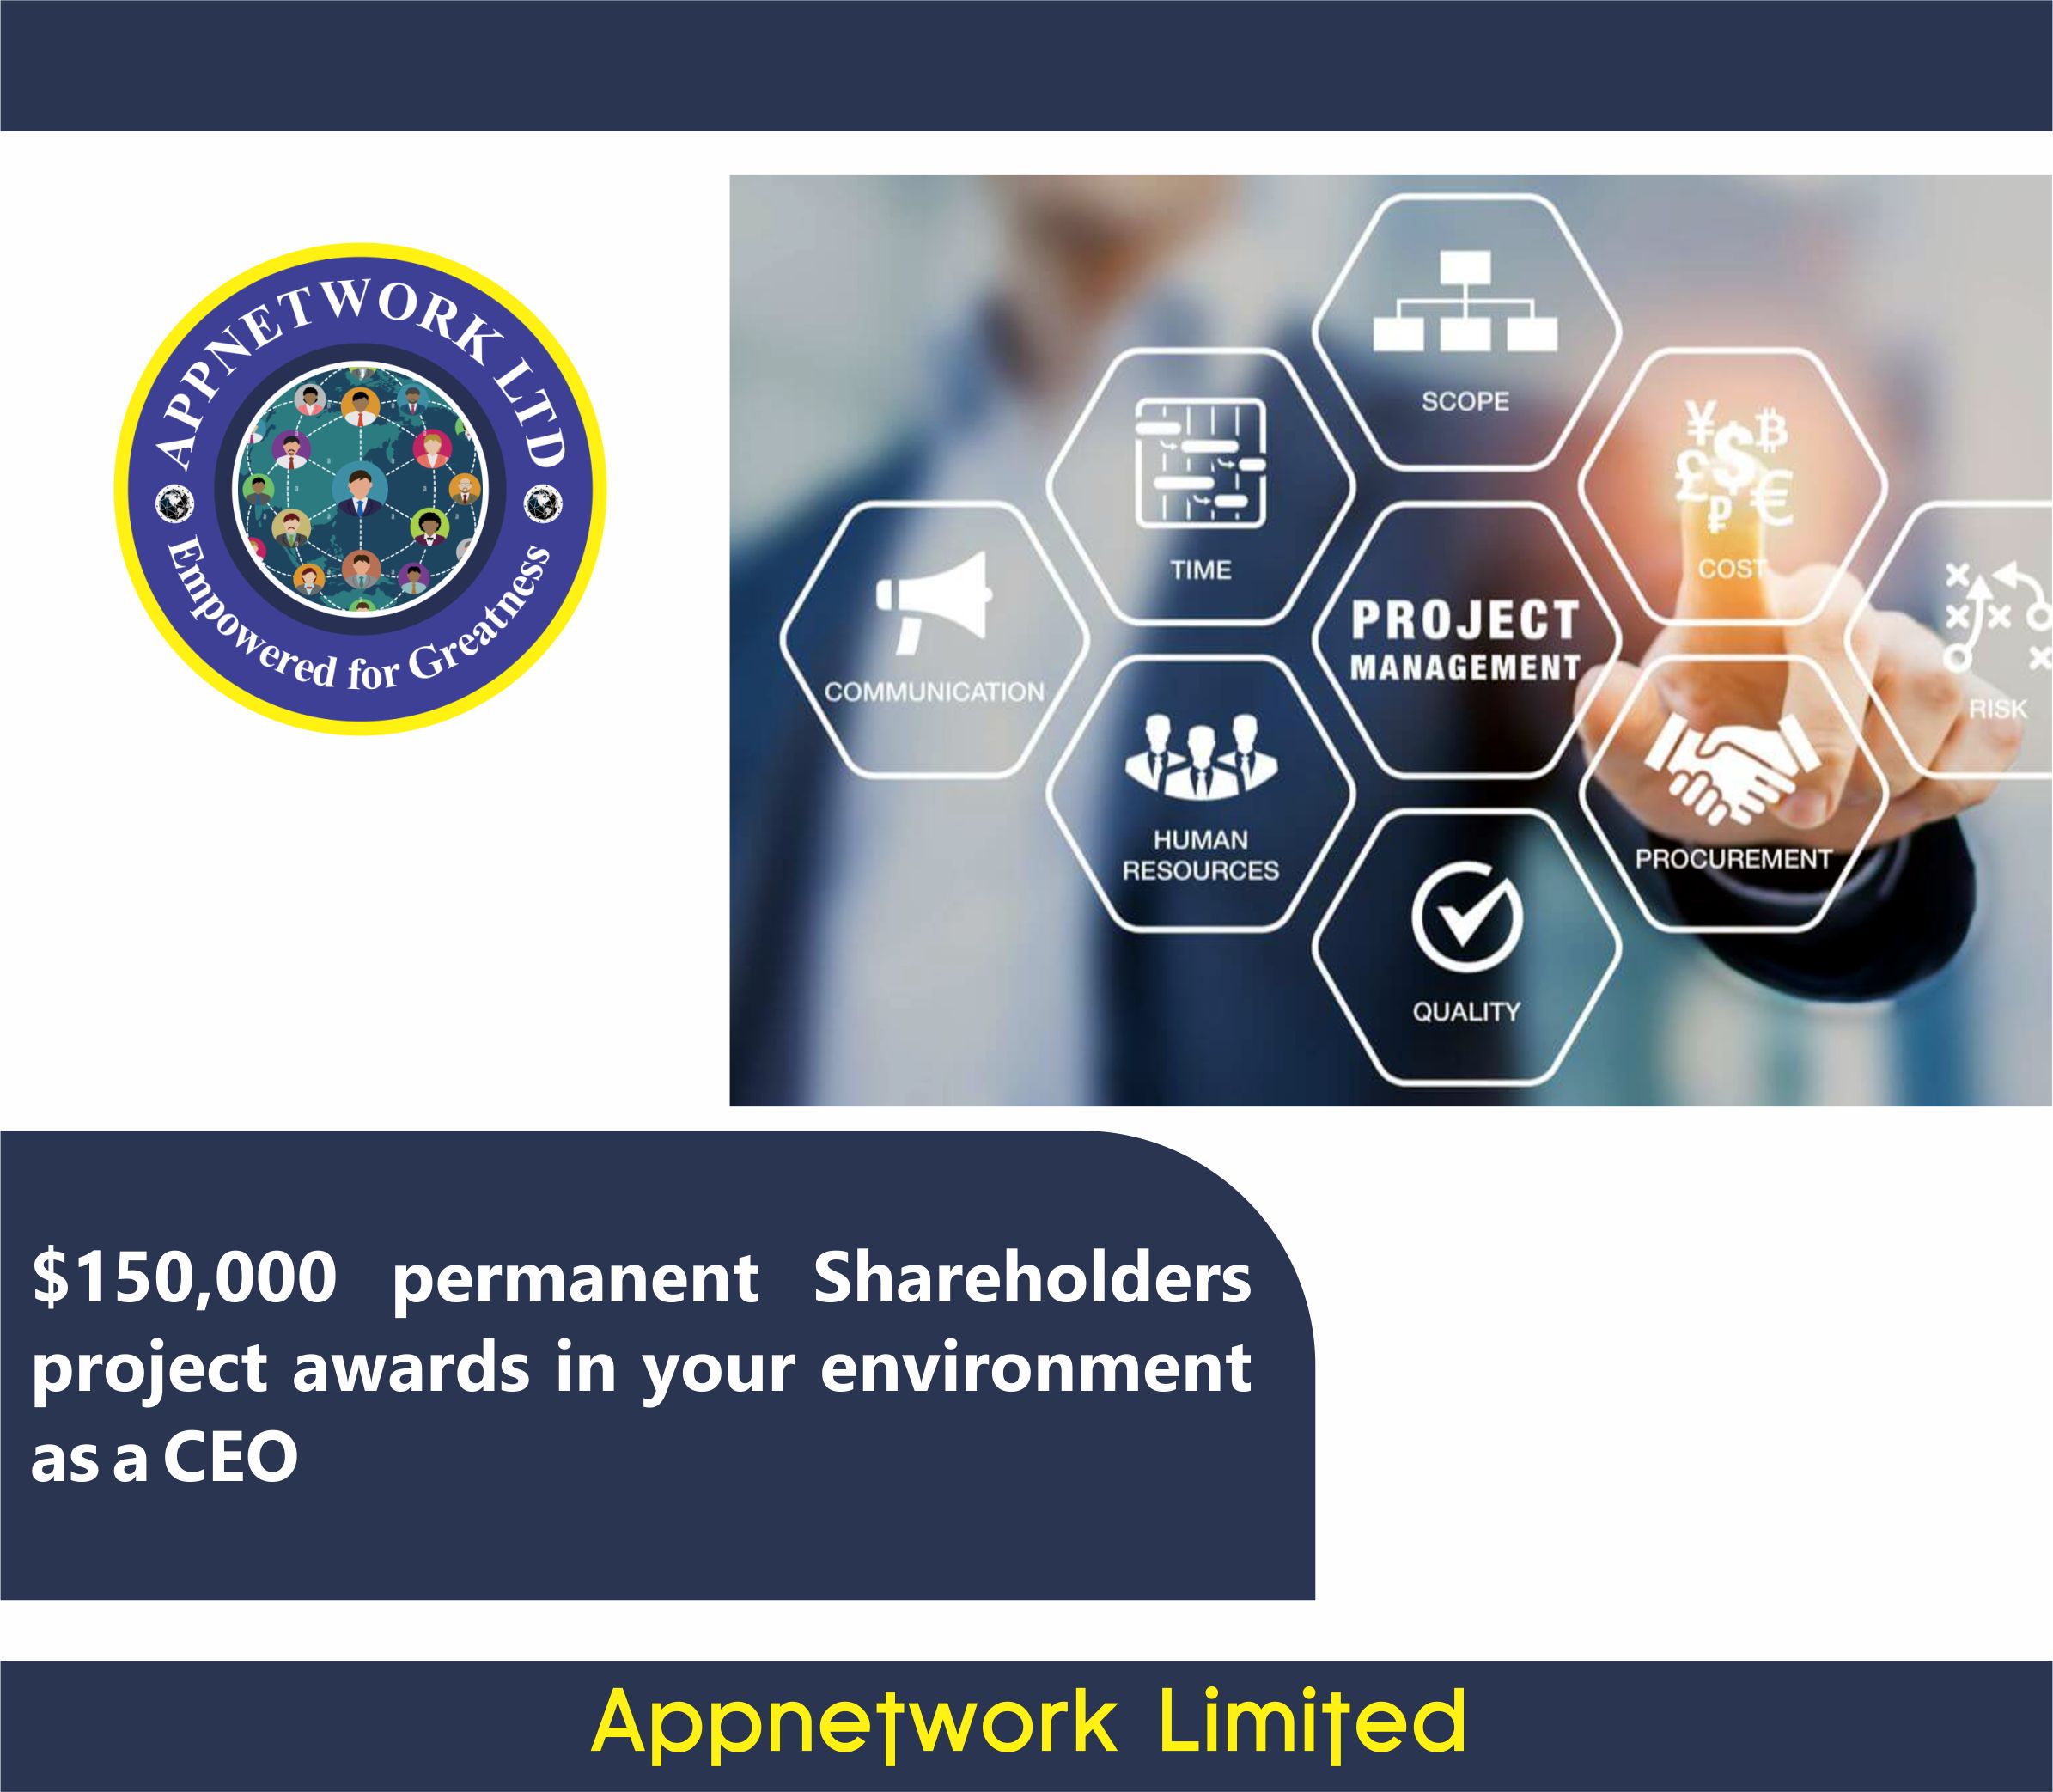 APPNETWORK LTD
Empowered for Greatness
SCOPE
TIME
¥ $ ₿
£ €
₽
COST
COMMUNICATION
PROJECT
MANAGEMENT
RISK
HUMAN
RESOURCES
PROCUREMENT
QUALITY
$150,000 permanent Shareholders
project awards in your environment
as a CEO
Appnetwork Limited